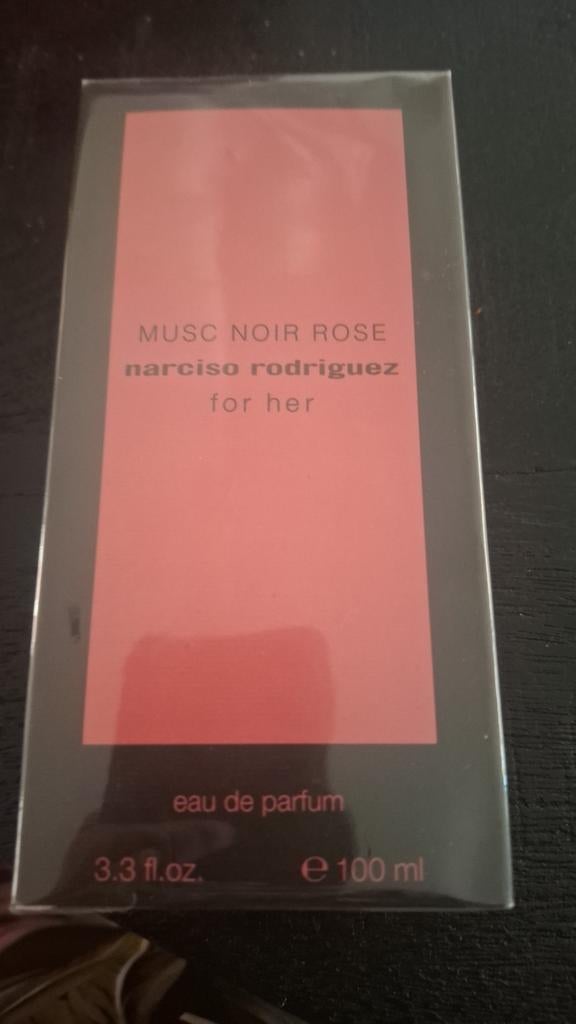 MUSC NOIR ROSE
narciso rodriguez
for her
eau de parfum
3.3 fl.oz. ℮ 100 ml